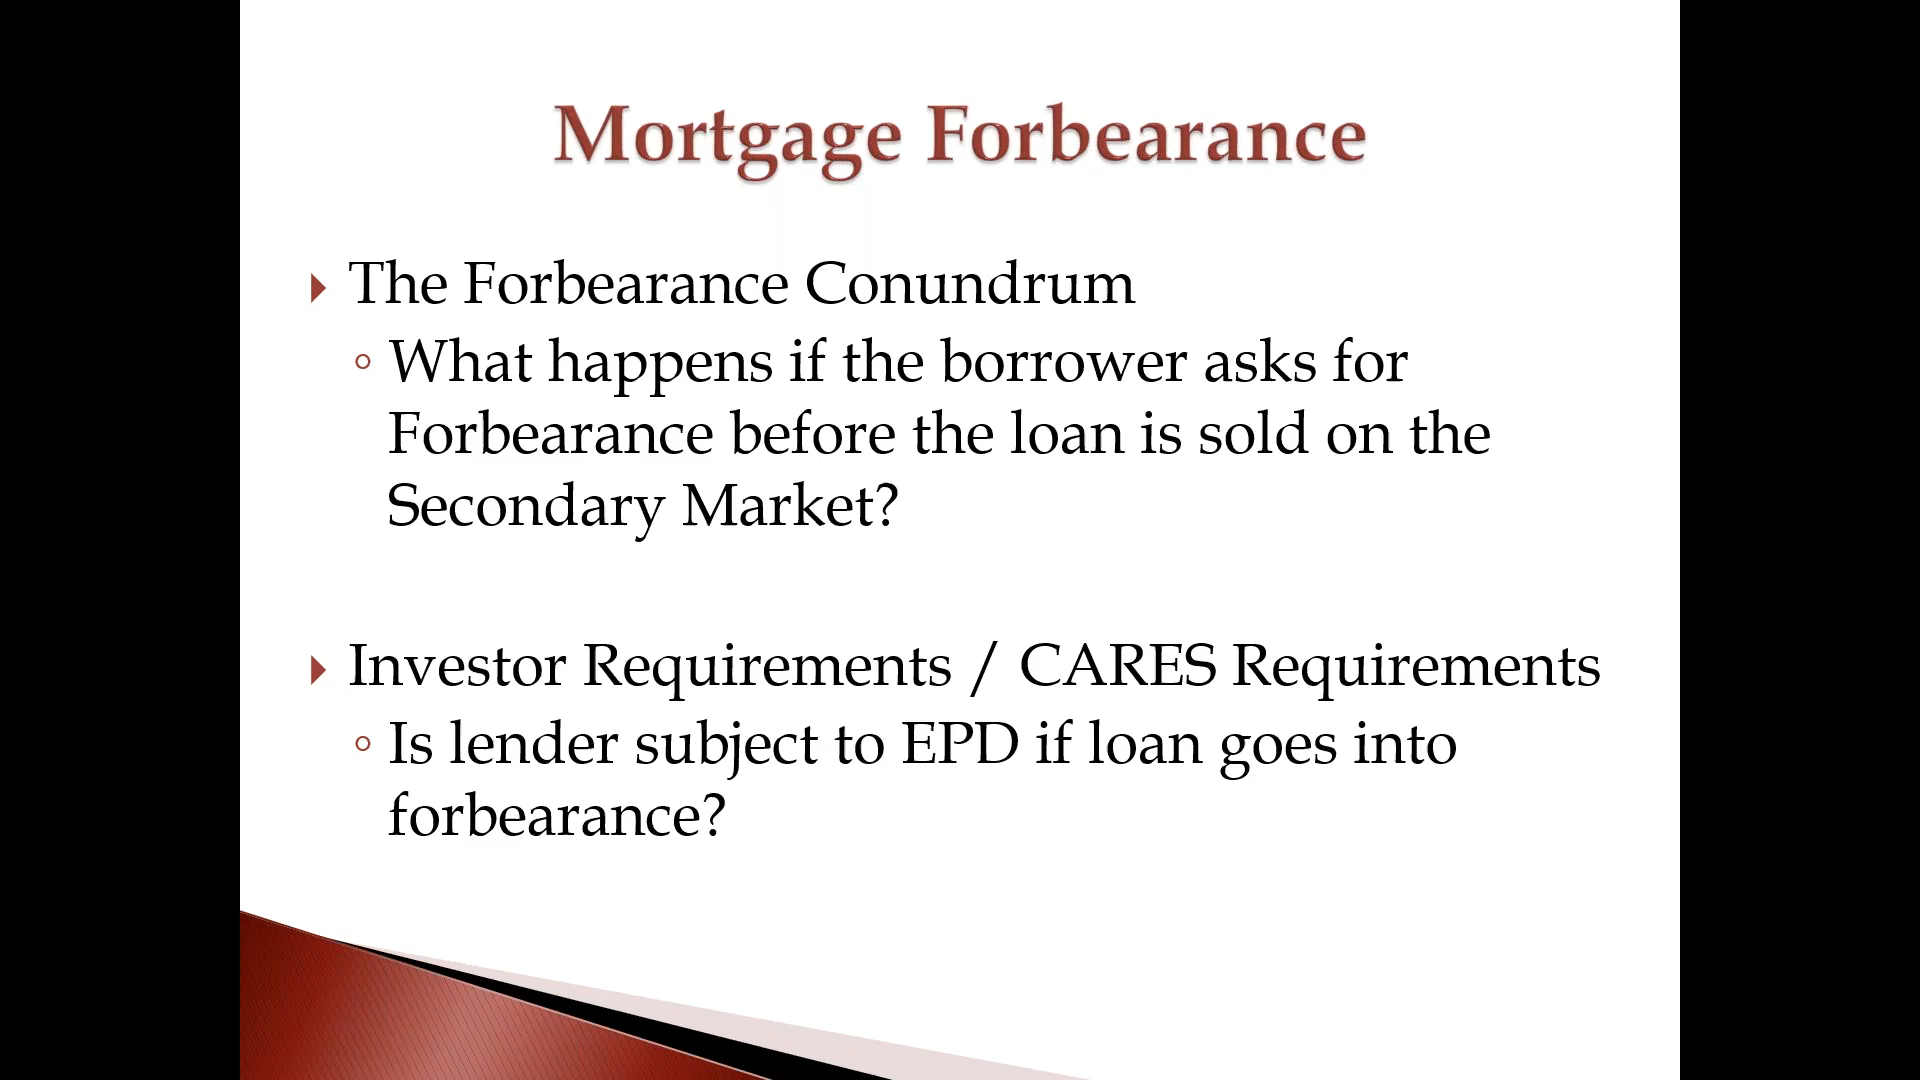 Mortgage Forbearance
The Forbearance Conundrum
What happens if the borrower asks for
Forbearance before the loan is sold on the
Secondary Market?
Investor Requirements / CARES Requirements
Is lender subject to EPD if loan goes into
forbearance?